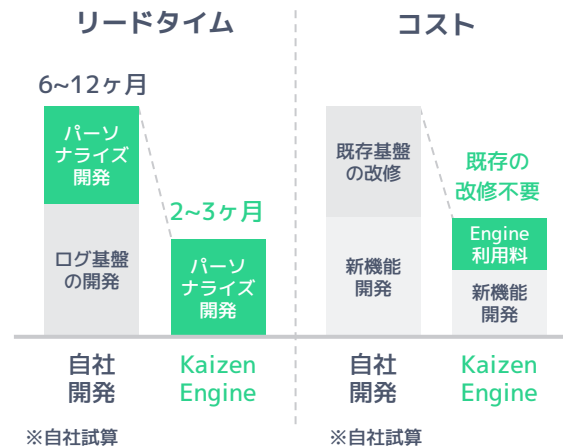 リードタイム
6~12ヶ月
パーソ
ナライズ
開発
ログ基盤
の開発
2~3ヶ月
パーソ
ナライズ
開発
自社
開発
Kaizen
Engine
※自社試算
コスト
既存基盤
の改修
新機能
開発
既存の
改修不要
Engine
利用料
新機能
開発
自社
開発
Kaizen
Engine
※自社試算